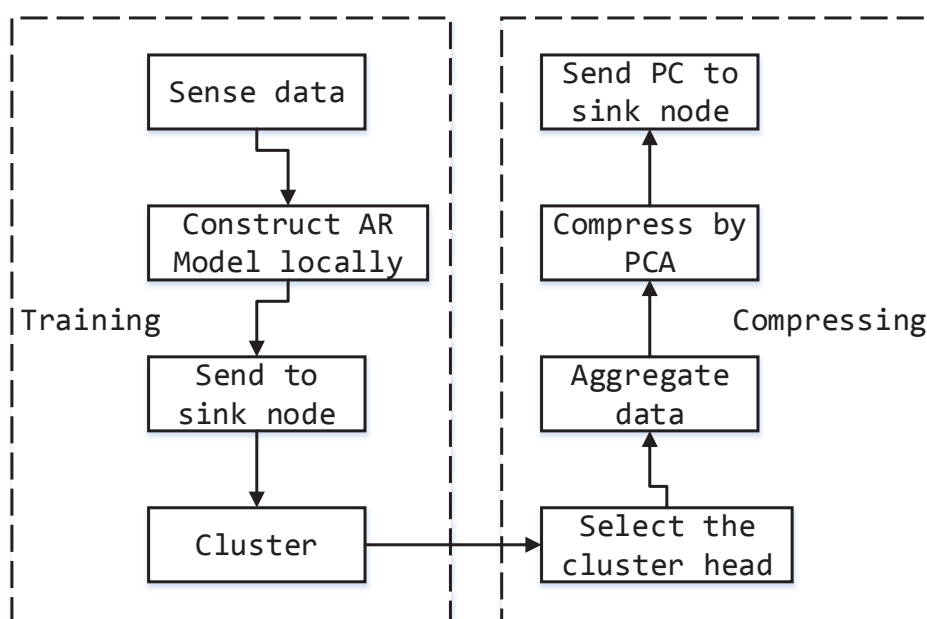 Sense data
Construct AR
Model locally
Training
Send to
sink node
Cluster
Send PC to
sink node
Compress by
PCA
Compressing
Aggregate
data
Select the
cluster head